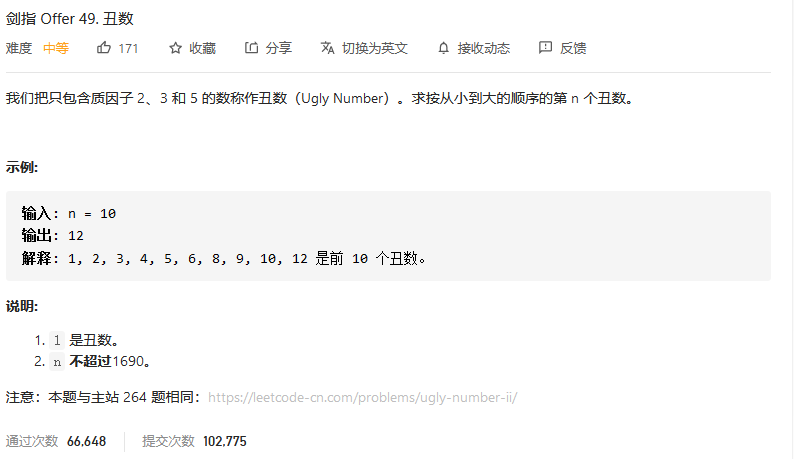 剑指 Offer 49. 丑数
难度 中等 171 收藏 分享 切换为英文 接收动态 反馈
我们把只包含质因子 2、3 和 5 的数称作丑数（Ugly Number）。求按从小到大的顺序的第 n 个丑数。
示例:
输入: n = 10
输出: 12
解释: 1, 2, 3, 4, 5, 6, 8, 9, 10, 12 是前 10 个丑数。
说明:
1. 1 是丑数。
2. n 不超过1690。
注意：本题与主站 264 题相同：https://leetcode-cn.com/problems/ugly-number-ii/
通过次数 66,648 提交次数 102,775